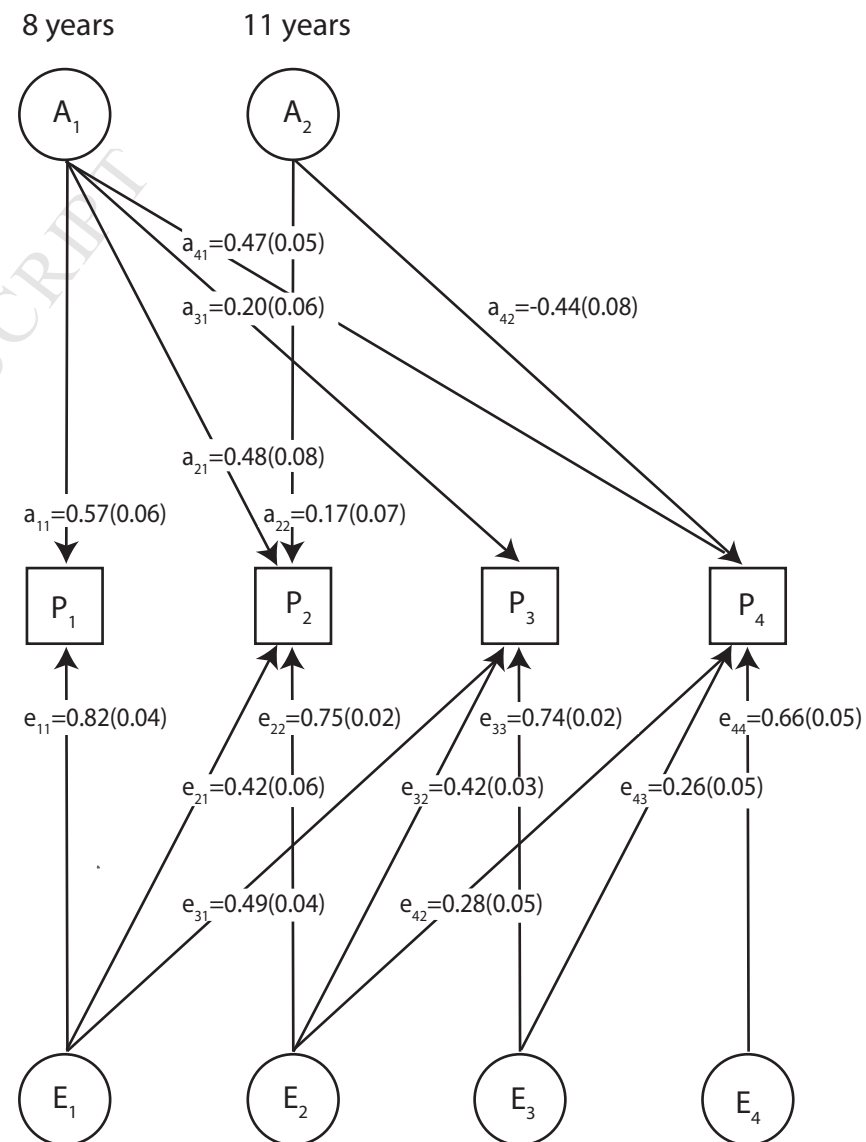 8 years 11 years
A₁ A₂
a₄₁=0.47(0.05)
a₃₁=0.20(0.06) a₄₂=-0.44(0.08)
a₂₁=0.48(0.08)
a₁₁=0.57(0.06) a₂₂=0.17(0.07)
P₁ P₂ P₃ P₄
e₁₁=0.82(0.04) e₂₂=0.75(0.02) e₃₃=0.74(0.02) e₄₄=0.66(0.05)
e₂₁=0.42(0.06) e₃₂=0.42(0.03) e₄₃=0.26(0.05)
e₃₁=0.49(0.04) e₄₂=0.28(0.05)
E₁ E₂ E₃ E₄
CRIPT